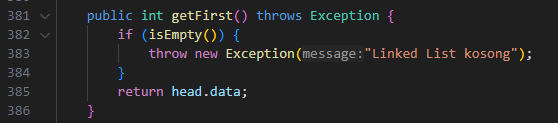 381 public int getFirst() throws Exception {
382 if (isEmpty()) {
383 throw new Exception(message:"Linked List kosong");
384 }
385 return head.data;
386 }